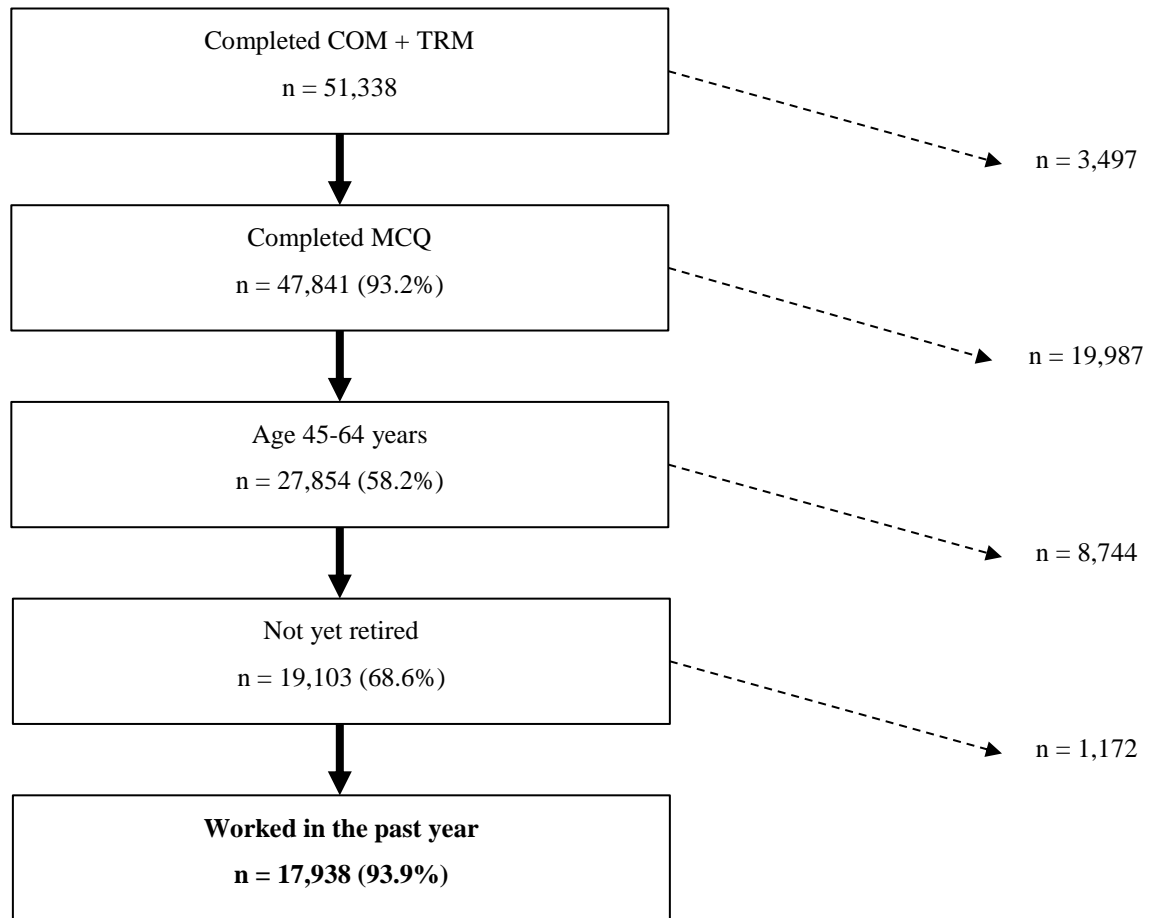 Completed COM + TRM
n = 51,338
n = 3,497
Completed MCQ
n = 47,841 (93.2%)
n = 19,987
Age 45-64 years
n = 27,854 (58.2%)
n = 8,744
Not yet retired
n = 19,103 (68.6%)
n = 1,172
Worked in the past year
n = 17,938 (93.9%)